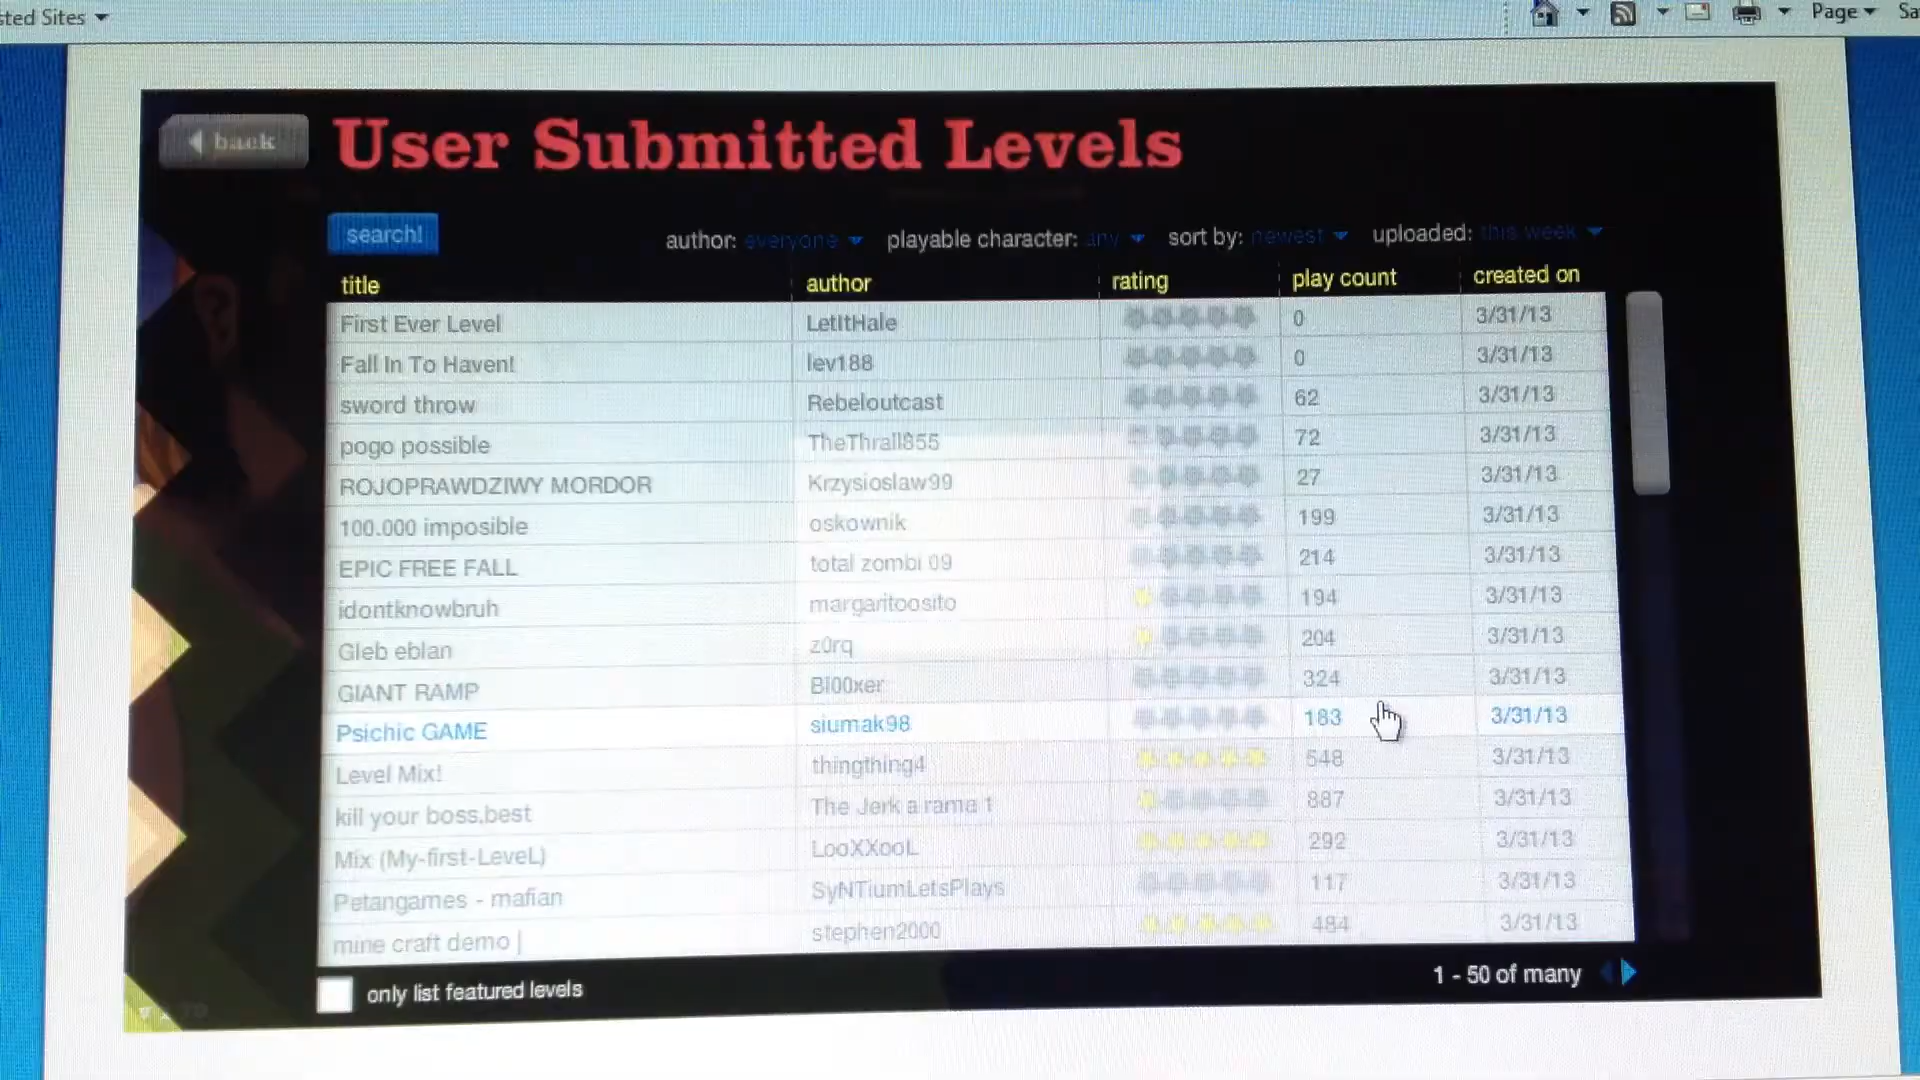 sted Sites
Page
Sa
back
User Submitted Levels
search!
author: everyone playable character: any sort by: newest uploaded: this week
title author rating play count created on
First Ever Level LetItHale 0 3/31/13
Fall In To Haven! lev188 0 3/31/13
sword throw Rebeloutcast 62 3/31/13
pogo possible TheThrall855 72 3/31/13
ROJOPRAWDZIWY MORDOR Krzysioslaw99 27 3/31/13
100.000 imposible oskownik 199 3/31/13
EPIC FREE FALL total zombi 09 214 3/31/13
idontknowbruh margaritoosito 194 3/31/13
Gleb eblan z0rq 204 3/31/13
GIANT RAMP Bl00xer 324 3/31/13
Psichic GAME siumak98 183 3/31/13
Level Mix! thingthing4 548 3/31/13
kill your boss,best The Jerk a rama 1 887 3/31/13
Mix (My-first-LeveL) LooXXooL 292 3/31/13
Petangames - mafian SyNTiumLetsPlays 117 3/31/13
mine craft demo | stephen2000 484 3/31/13
only list featured levels
1 - 50 of many